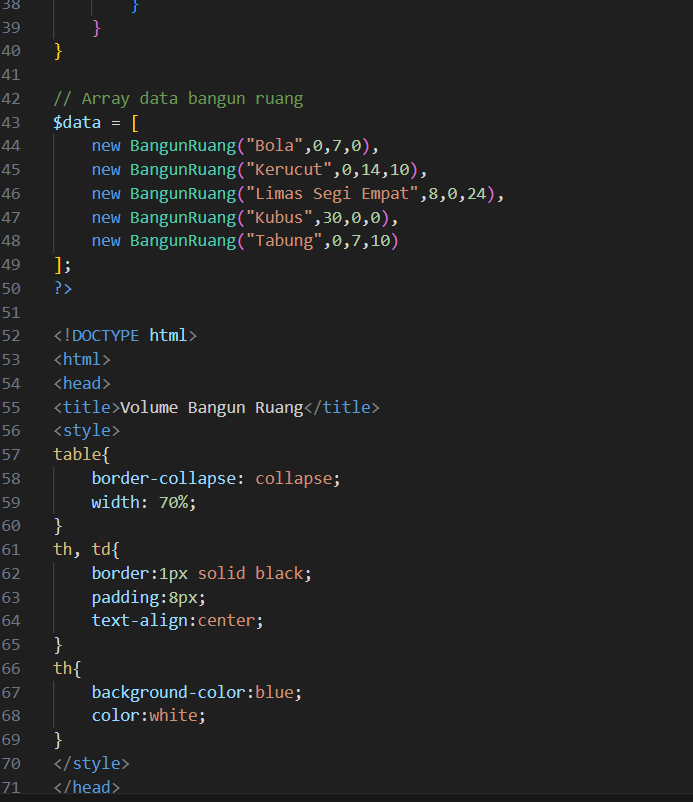 38            }
39        }
40    }
41
42    // Array data bangun ruang
43    $data = [
44        new BangunRuang("Bola",0,7,0),
45        new BangunRuang("Kerucut",0,14,10),
46        new BangunRuang("Limas Segi Empat",8,0,24),
47        new BangunRuang("Kubus",30,0,0),
48        new BangunRuang("Tabung",0,7,10)
49    ];
50    ?>
51
52    <!DOCTYPE html>
53    <html>
54    <head>
55    <title>Volume Bangun Ruang</title>
56    <style>
57    table{
58        border-collapse: collapse;
59        width: 70%;
60    }
61    th, td{
62        border:1px solid black;
63        padding:8px;
64        text-align:center;
65    }
66    th{
67        background-color:blue;
68        color:white;
69    }
70    </style>
71    </head>